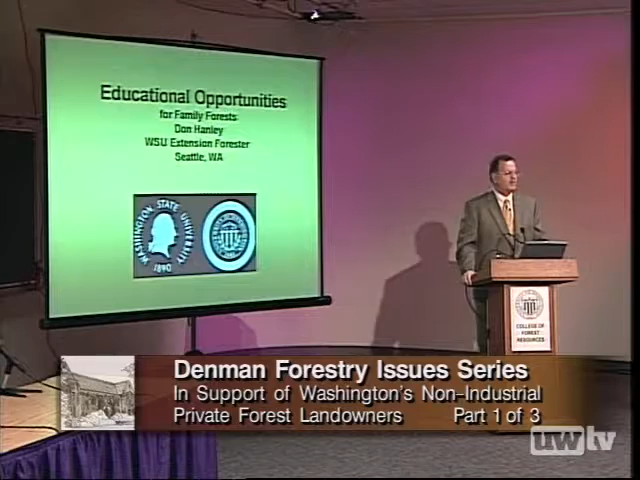 Educational Opportunities
for Family Forests
Don Hanley
WSU Extension Forester
Seattle, WA
WASHINGTON STATE UNIVERSITY
1890
COLLEGE OF
FOREST
RESOURCES
Denman Forestry Issues Series
In Support of Washington's Non-Industrial
Private Forest Landowners Part 1 of 3
uwtv